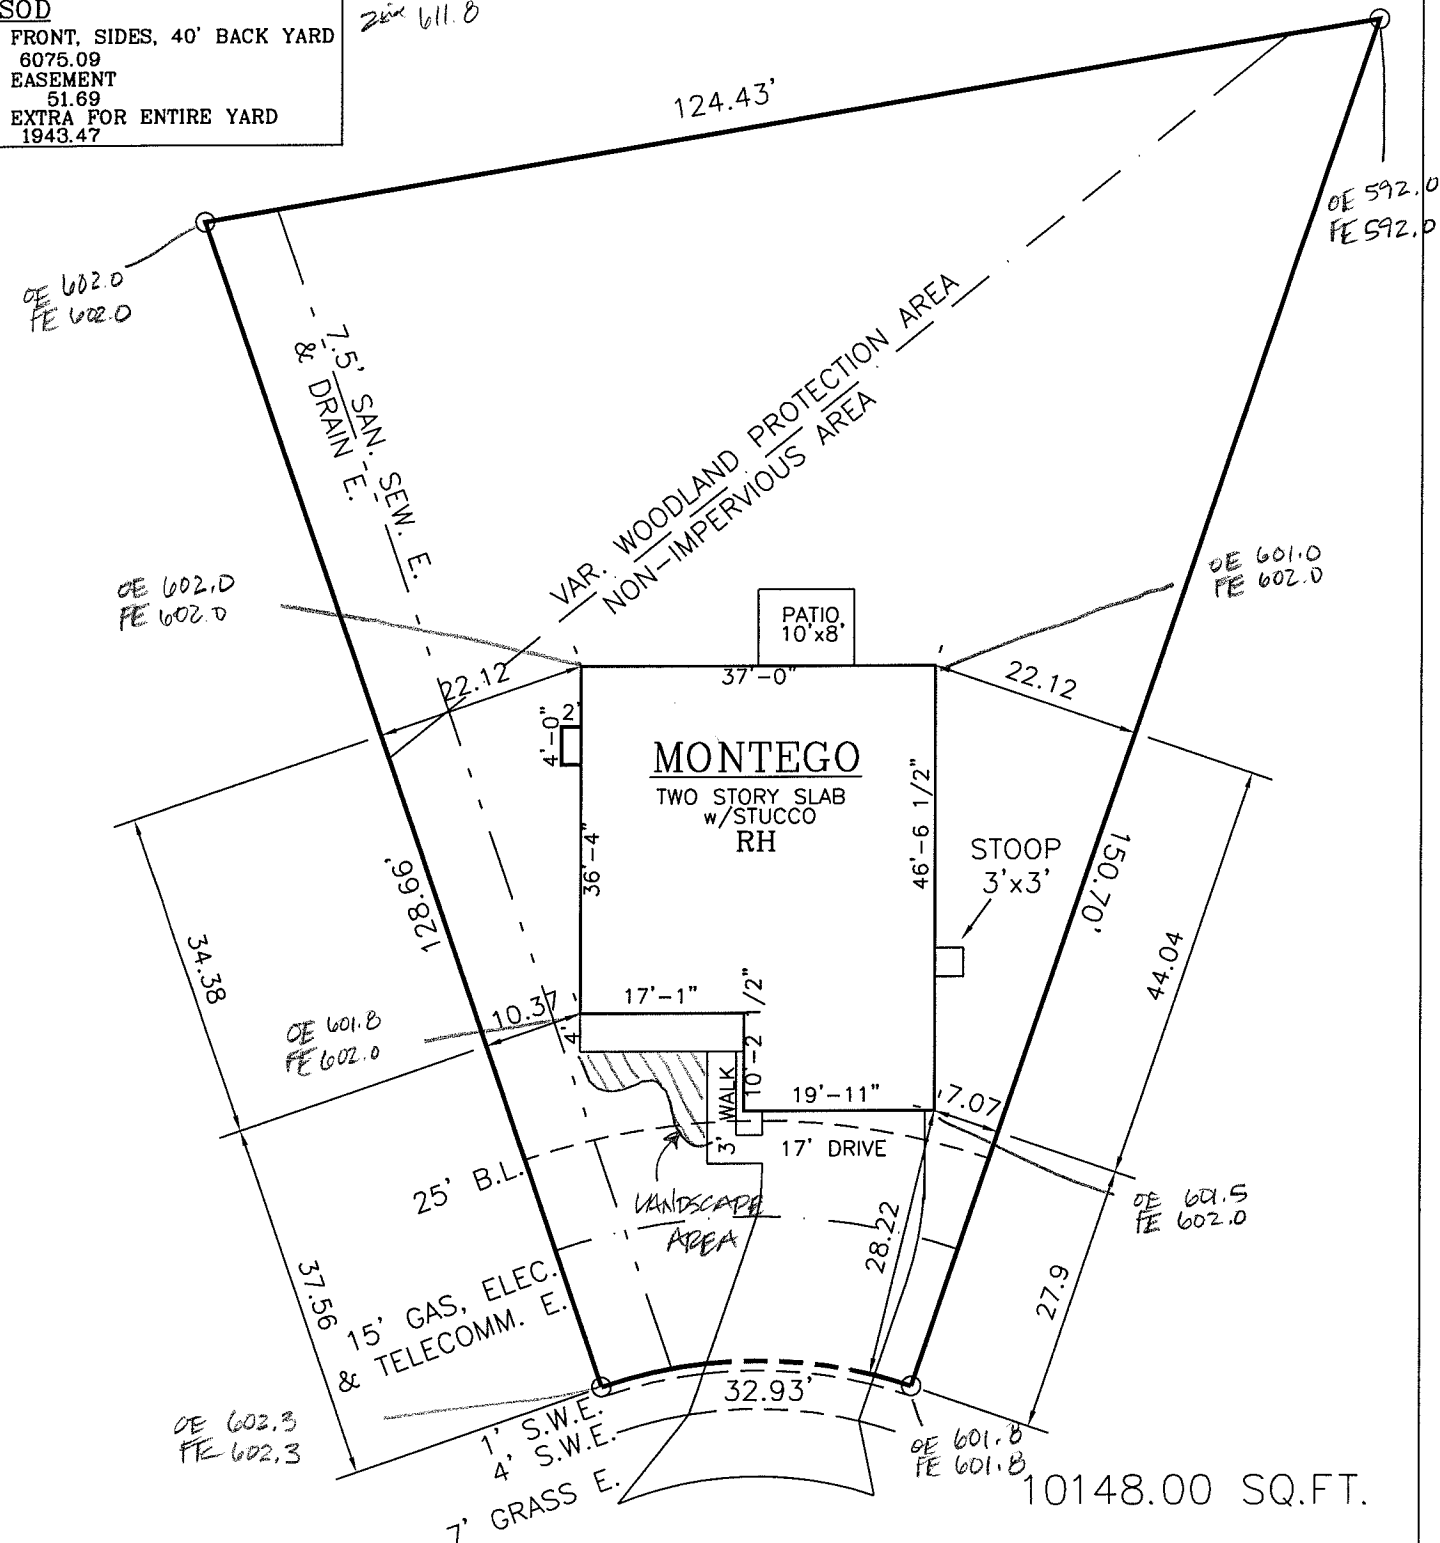 SOD
FRONT, SIDES, 40' BACK YARD
6075.09
EASEMENT
51.69
EXTRA FOR ENTIRE YARD
1943.47
611.8
124.43'
OE 592.0
FE 592.0
OE 602.0
FE 602.0
7.5' SAN. SEW. E.
& DRAIN E.
VAR. WOODLAND PROTECTION AREA
NON-IMPERVIOUS AREA
OE 602.0
FE 602.0
OE 601.0
FE 602.0
PATIO
10'x8'
22.12
37'-0"
22.12
2'
4'-0"
MONTEGO
TWO STORY SLAB
w/STUCCO
RH
36'-4"
46'-6 1/2"
STOOP
3'x3'
128.66'
150.70'
34.38
44.04
17'-1"
10.37
4'
OE 601.8
FE 602.0
10'-2 1/2"
WALK
3'
19'-11"
7.07
17' DRIVE
25' B.L.
LANDSCAPE
AREA
28.22
OE 601.5
FE 602.0
37.56
27.9
15' GAS, ELEC.
& TELECOMM. E.
32.93'
OE 602.3
FE 602.3
1' S.W.E.
4' S.W.E.
7' GRASS E.
OE 601.8
FE 601.8
10148.00 SQ.FT.